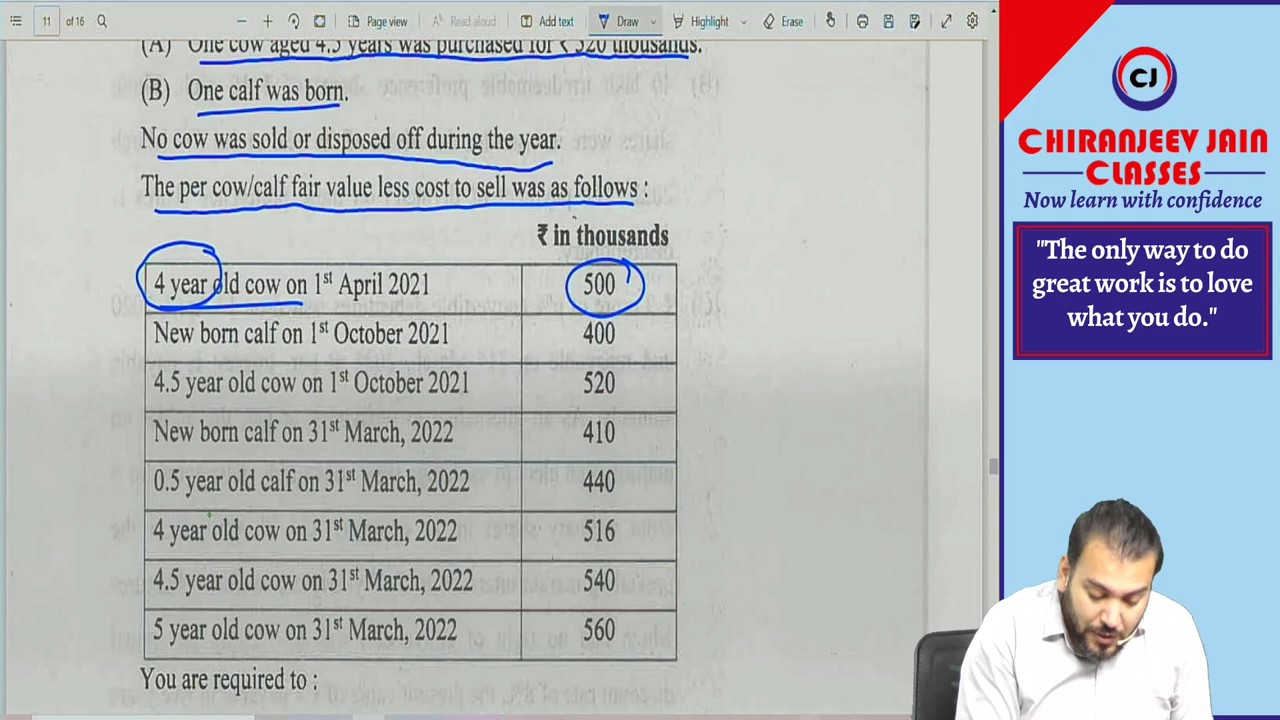 11 of 16
Page view
Read aloud
Add text
Draw
Highlight
Erase
(A) One cow aged 4.5 years was purchased for ₹ 520 thousands.
(B) One calf was born.
No cow was sold or disposed off during the year.
The per cow/calf fair value less cost to sell was as follows :
₹ in thousands
4 year old cow on 1st April 2021 500
New born calf on 1st October 2021 400
4.5 year old cow on 1st October 2021 520
New born calf on 31st March, 2022 410
0.5 year old calf on 31st March, 2022 440
4 year old cow on 31st March, 2022 516
4.5 year old cow on 31st March, 2022 540
5 year old cow on 31st March, 2022 560
You are required to :
CJ
CHIRANJEEV JAIN
CLASSES
Now learn with confidence
"The only way to do
great work is to love
what you do."